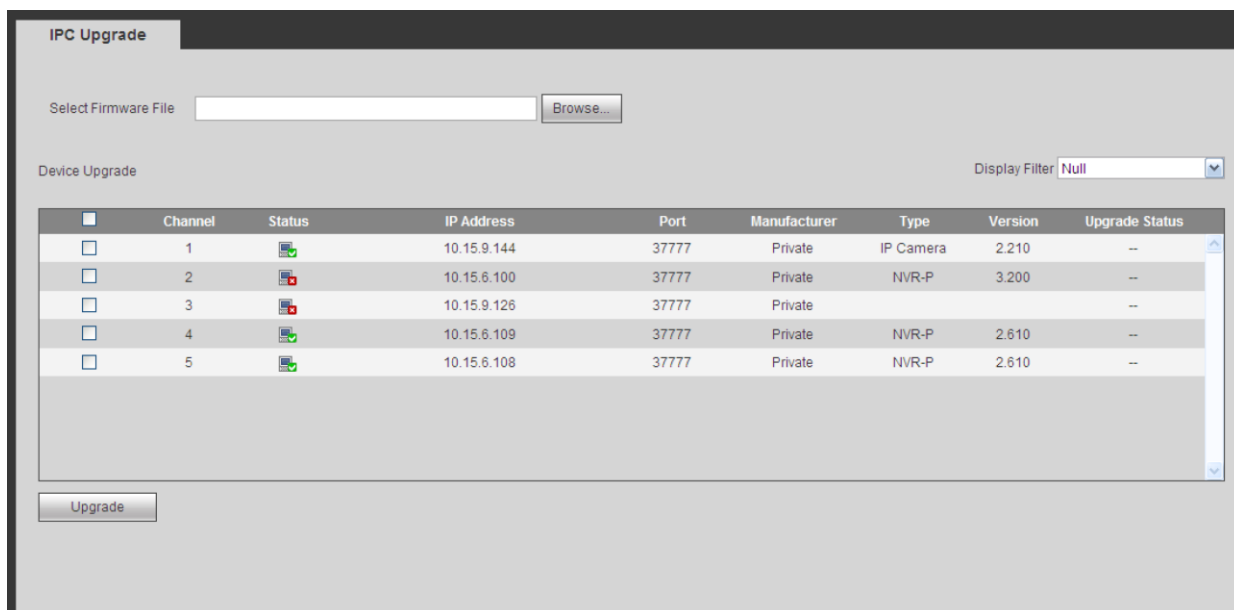 IPC Upgrade
Select Firmware File Browse...
Device Upgrade Display Filter Null
Channel Status IP Address Port Manufacturer Type Version Upgrade Status
1 10.15.9.144 37777 Private IP Camera 2.210 --
2 10.15.6.100 37777 Private NVR-P 3.200 --
3 10.15.9.126 37777 Private --
4 10.15.6.109 37777 Private NVR-P 2.610 --
5 10.15.6.108 37777 Private NVR-P 2.610 --
Upgrade